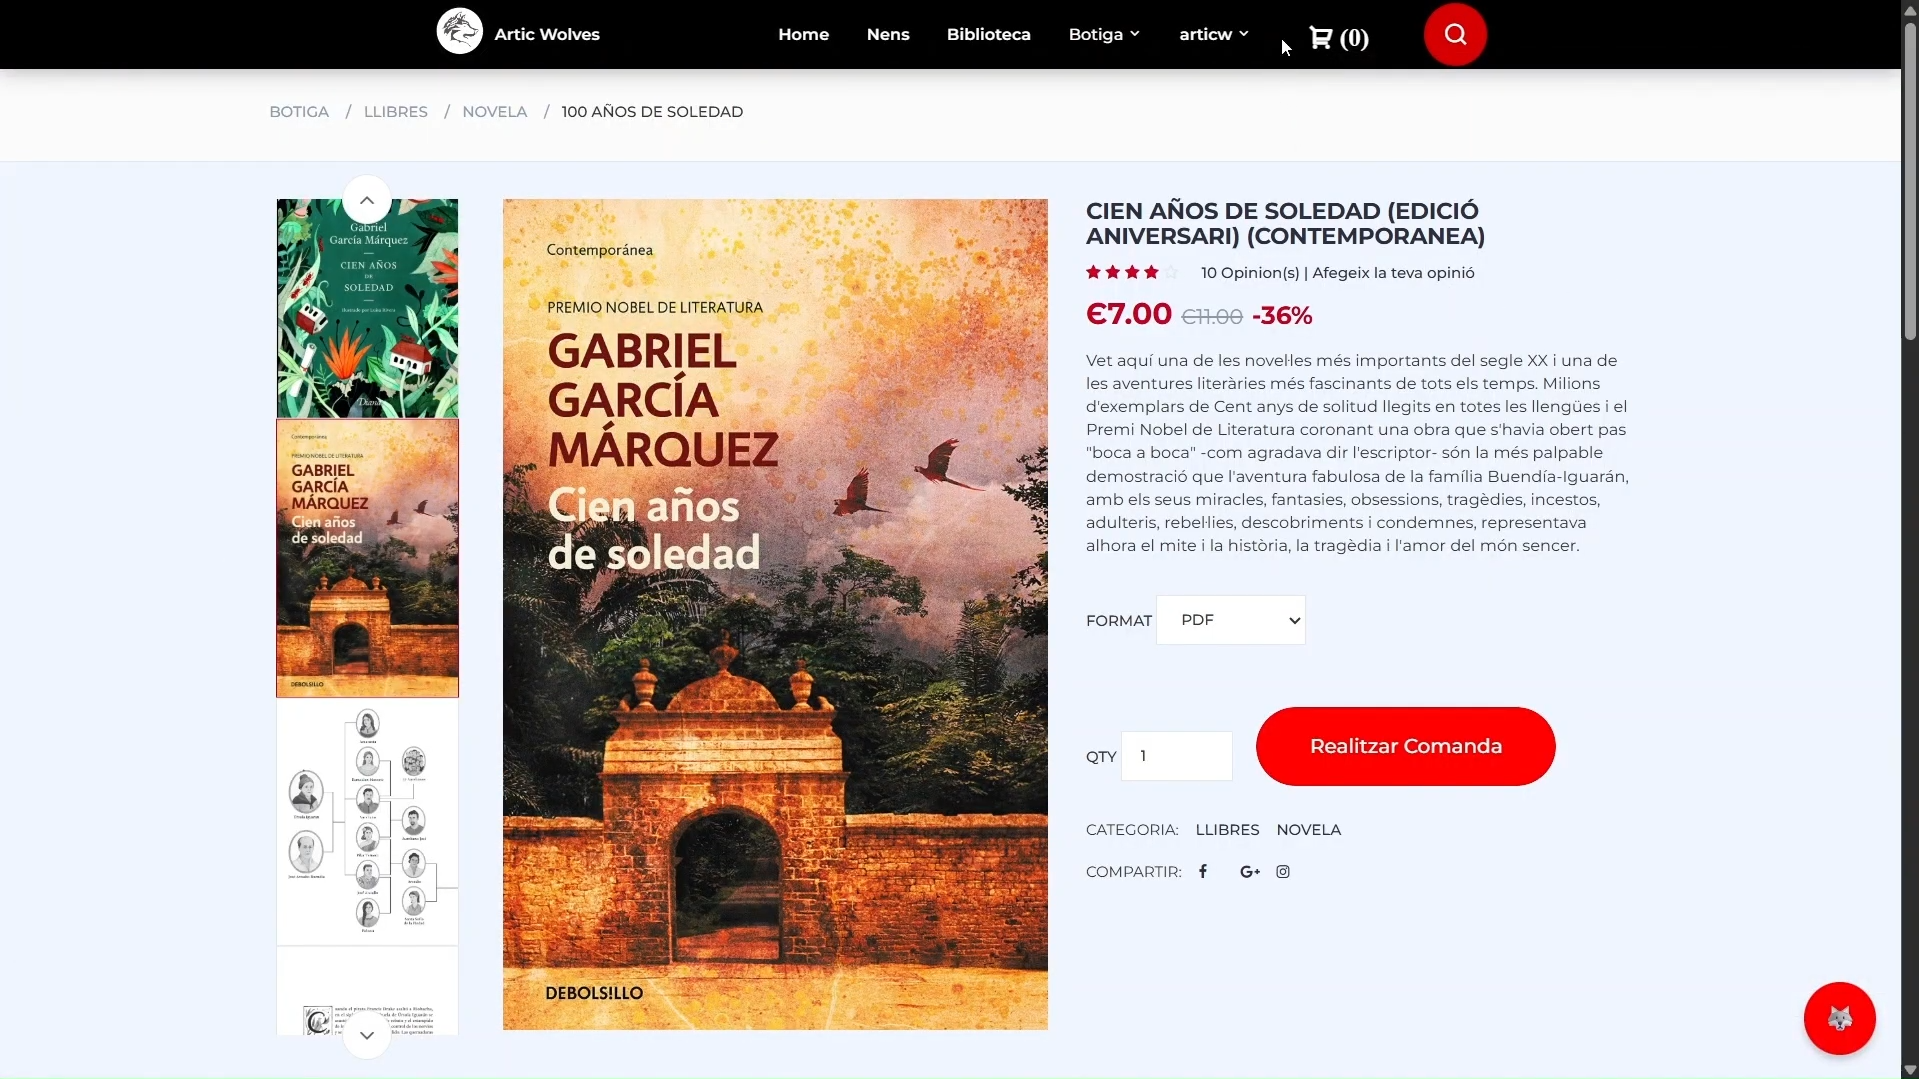 Artic Wolves
Home
Nens
Biblioteca
Botiga
articw
(0)
BOTIGA / LLIBRES / NOVELA / 100 AÑOS DE SOLEDAD
Gabriel
García Márquez
CIEN AÑOS
DE
SOLEDAD
Diana
Contemporánea
PREMIO NOBEL DE LITERATURA
GABRIEL
GARCÍA
MÁRQUEZ
Cien años
de soledad
DEBOLS!LLO
Contemporánea
PREMIO NOBEL DE LITERATURA
GABRIEL
GARCÍA
MÁRQUEZ
Cien años
de soledad
DEBOLS!LLO
CIEN AÑOS DE SOLEDAD (EDICIÓ
ANIVERSARI) (CONTEMPORANEA)
10 Opinion(s) | Afegeix la teva opinió
€7.00 €11.00 -36%
Vet aquí una de les novel·les més importants del segle XX i una de
les aventures literàries més fascinants de tots els temps. Milions
d'exemplars de Cent anys de solitud llegits en totes les llengües i el
Premi Nobel de Literatura coronant una obra que s'havia obert pas
"boca a boca" -com agradava dir l'escriptor- són la més palpable
demostració que l'aventura fabulosa de la família Buendía-Iguarán,
amb els seus miracles, fantasies, obsessions, tragèdies, incestos,
adulteris, rebel·lies, descobriments i condemnes, representava
alhora el mite i la història, la tragèdia i l'amor del món sencer.
FORMAT PDF
QTY 1
Realitzar Comanda
CATEGORIA: LLIBRES NOVELA
COMPARTIR: